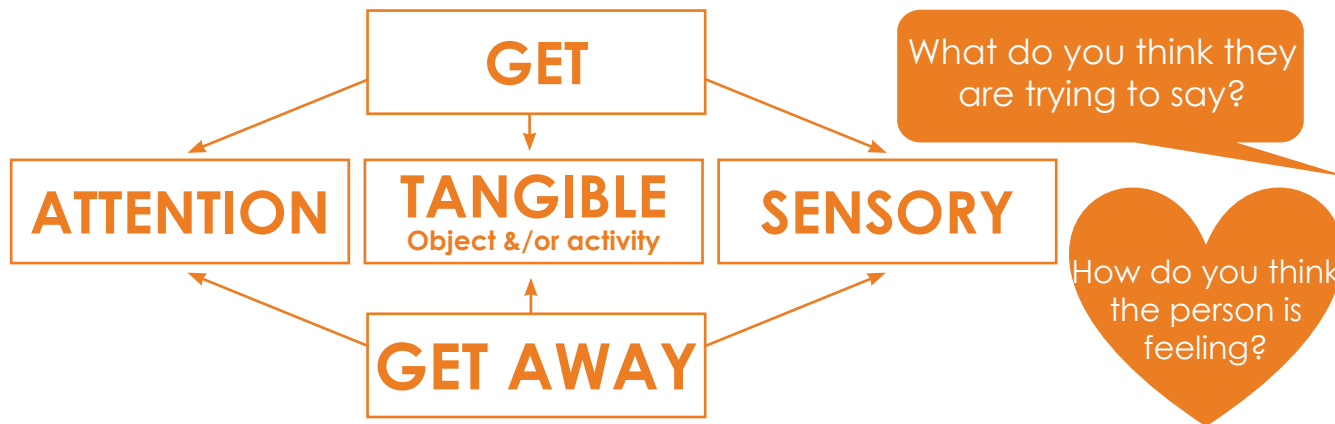 GET
What do you think they
are trying to say?
ATTENTION
TANGIBLE
Object &/or activity
SENSORY
How do you think
the person is
feeling?
GET AWAY